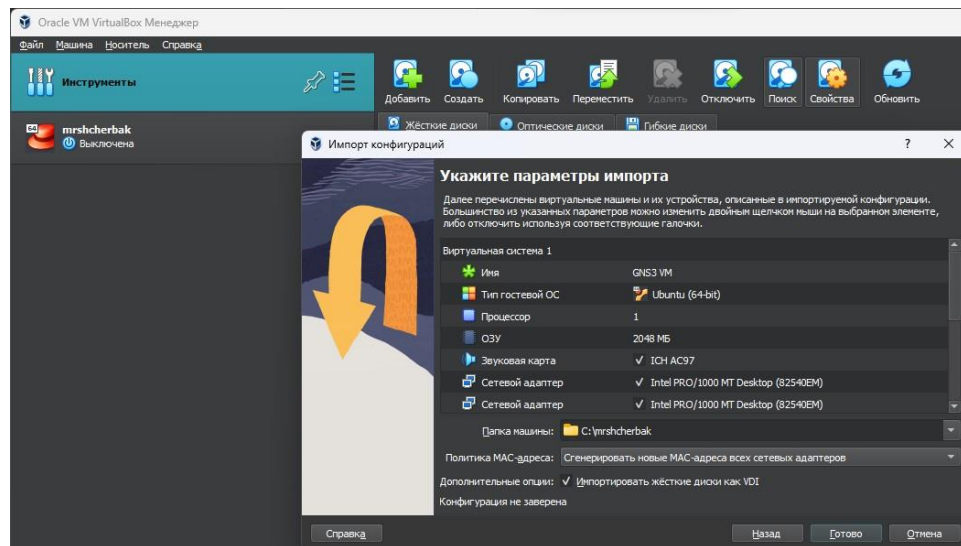 Oracle VM VirtualBox Менеджер
Файл Машина Носитель Справка
Инструменты
Добавить Создать Копировать Переместить Удалить Отключить Поиск Свойства Обновить
Жёсткие диски Оптические диски Гибкие диски
64 mrshcherbak
Выключена
Импорт конфигураций ? X
Укажите параметры импорта
Далее перечислены виртуальные машины и их устройства, описанные в импортируемой конфигурации.
Большинство из указанных параметров можно изменить двойным щелчком мыши на выбранном элементе,
либо отключить используя соответствующие галочки.
Виртуальная система 1
Имя GNS3 VM
Тип гостевой ОС Ubuntu (64-bit)
Процессор 1
ОЗУ 2048 МБ
Звуковая карта ✓ ICH AC97
Сетевой адаптер ✓ Intel PRO/1000 MT Desktop (82540EM)
Сетевой адаптер ✓ Intel PRO/1000 MT Desktop (82540EM)
Папка машины: C:\mrshcherbak
Политика MAC-адреса: Сгенерировать новые MAC-адреса всех сетевых адаптеров
Дополнительные опции: ✓ Импортировать жёсткие диски как VDI
Конфигурация не заверена
Справка Назад Готово Отмена